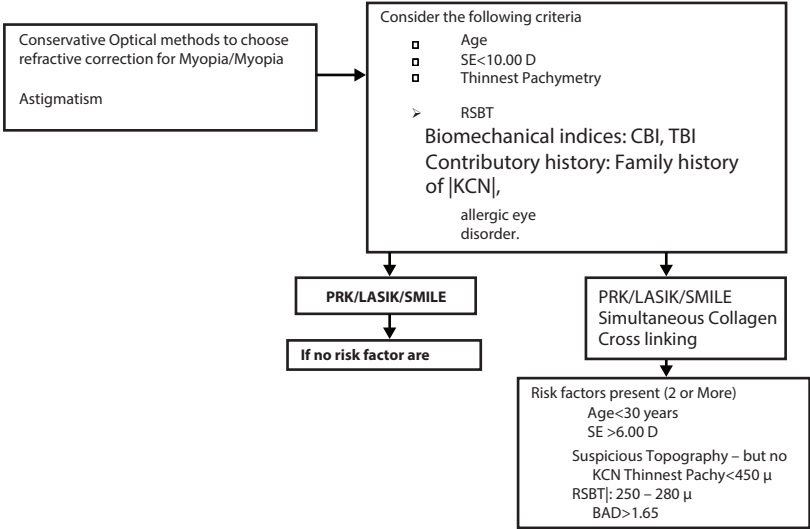 Conservative Optical methods to choose
refractive correction for Myopia/Myopia
Astigmatism
Consider the following criteria
Age
SE<10.00 D
Thinnest Pachymetry
RSBT
Biomechanical indices: CBI, TBI
Contributory history: Family history
of |KCN|,
allergic eye
disorder.
PRK/LASIK/SMILE
If no risk factor are
PRK/LASIK/SMILE
Simultaneous Collagen
Cross linking
Risk factors present (2 or More)
Age<30 years
SE >6.00 D
Suspicious Topography – but no
KCN Thinnest Pachy<450 µ
RSBT|: 250 – 280 µ
BAD>1.65